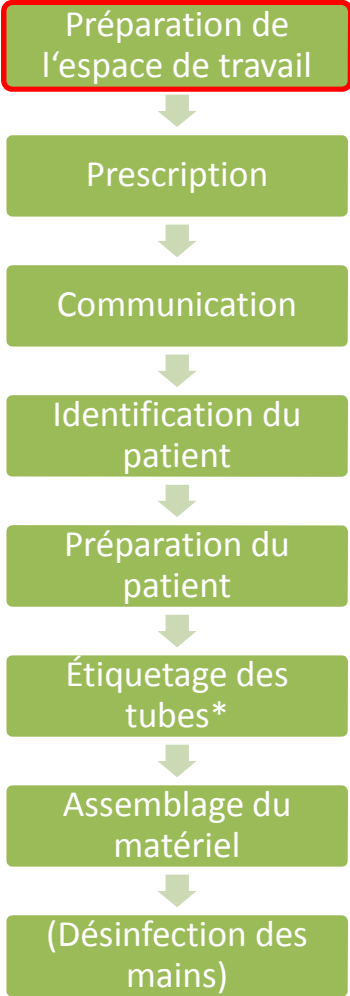 Préparation de
l‘espace de travail
Prescription
Communication
Identification du
patient
Préparation du
patient
Étiquetage des
tubes*
Assemblage du
matériel
(Désinfection des
mains)